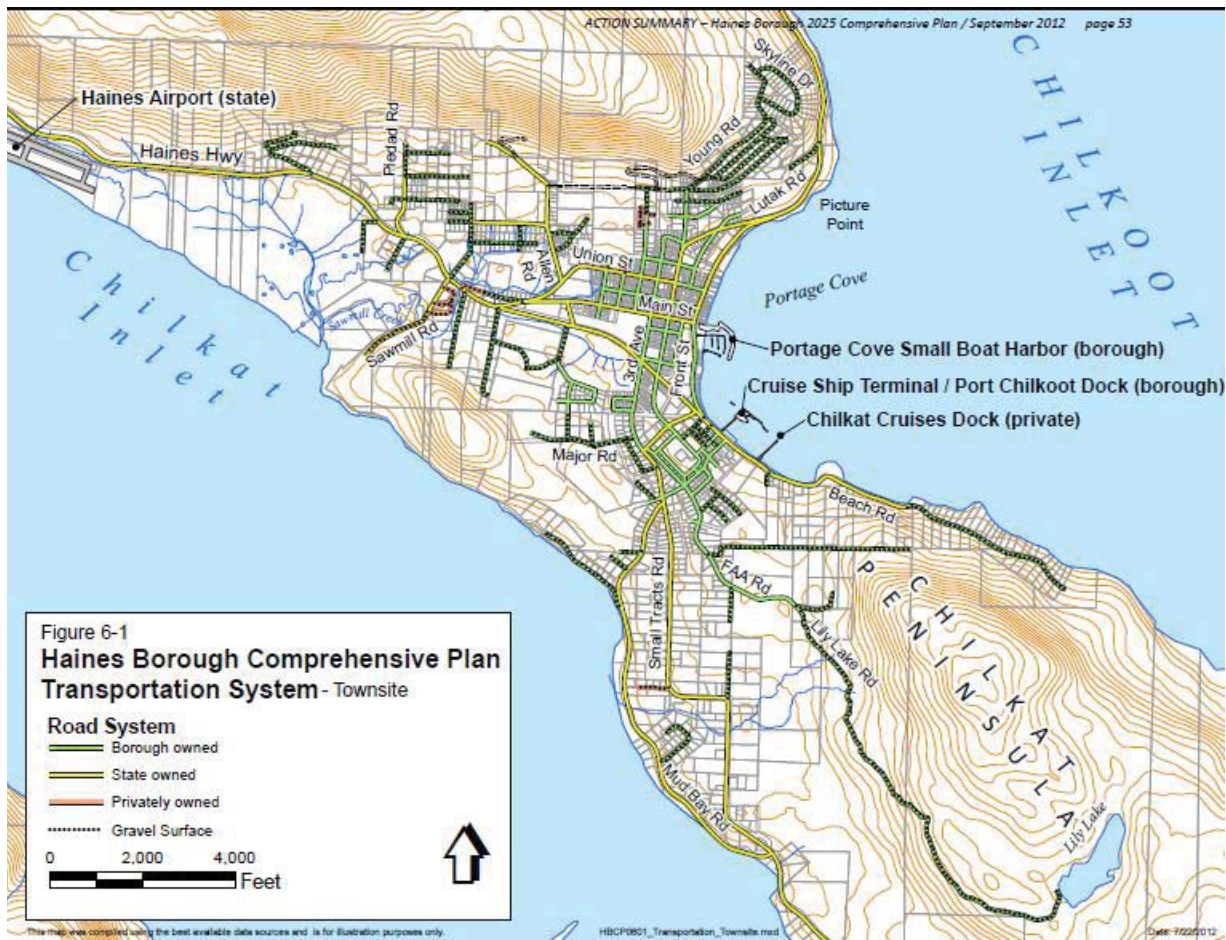 ACTION SUMMARY – Haines Borough 2025 Comprehensive Plan / September 2012 page 53
CHILKOOT
INLET
Skyline Dr
Haines Airport (state)
Piedad Rd
Haines Hwy
Young Rd
Lutak Rd
Picture
Point
Allen
Rd
Union St
Portage Cove
Chilkat
Inlet
Main St
Sawmill Creek
Sawmill Rd
3rd Ave
Front St
Portage Cove Small Boat Harbor (borough)
Cruise Ship Terminal / Port Chilkoot Dock (borough)
Chilkat Cruises Dock (private)
Major Rd
Beach Rd
FAA Rd
Small Tracts Rd
CHILKAT
PENINSULA
Lily Lake Rd
Mud Bay Rd
Lily Lake
Figure 6-1
Haines Borough Comprehensive Plan
Transportation System - Townsite
Road System
Borough owned
State owned
Privately owned
Gravel Surface
0 2,000 4,000
Feet
This map was compiled using the best available data sources and is for illustration purposes only.
HBCP0601_Transportation_Townsite.mxd
Date: 7/22/2012